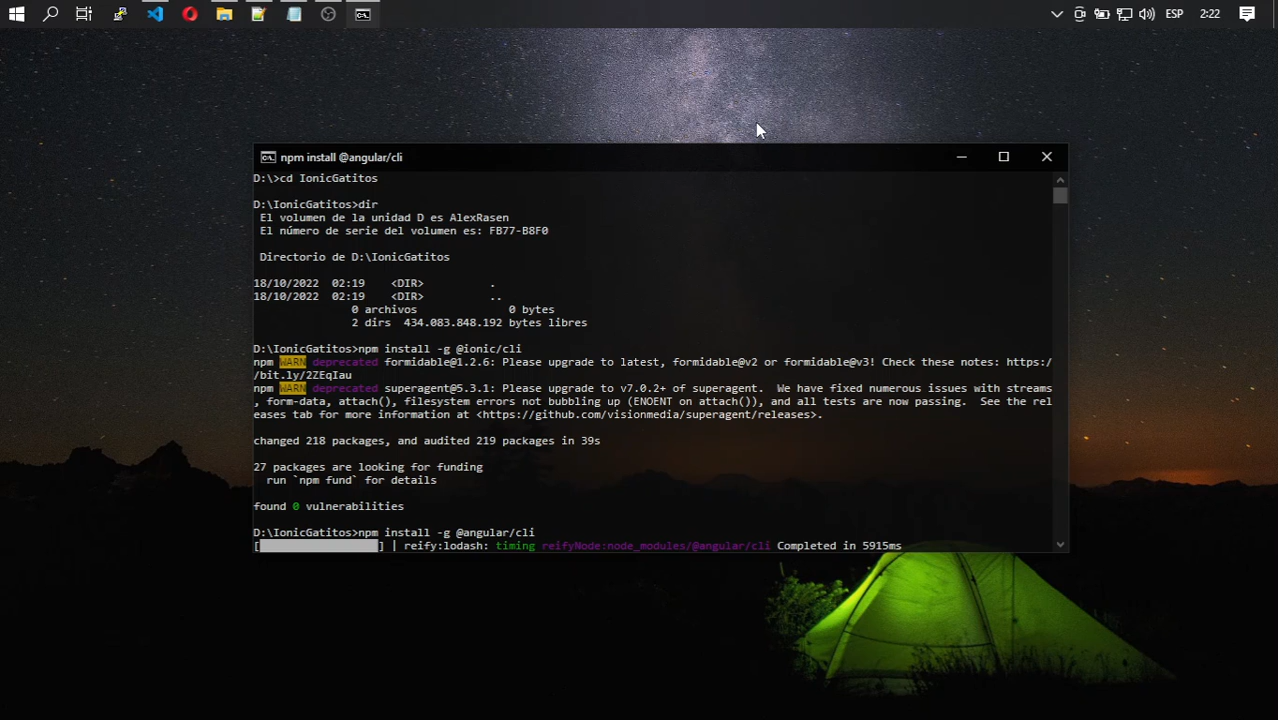 ESP
2:22
npm install @angular/cli
D:\>cd IonicGatitos
D:\IonicGatitos>dir
El volumen de la unidad D es AlexRasen
El número de serie del volumen es: FB77-B8F0
Directorio de D:\IonicGatitos
18/10/2022  02:19    <DIR>          .
18/10/2022  02:19    <DIR>          ..
0 archivos              0 bytes
2 dirs  434.083.848.192 bytes libres
D:\IonicGatitos>npm install -g @ionic/cli
npm WARN deprecated formidable@1.2.6: Please upgrade to latest, formidable@v2 or formidable@v3! Check these notes: https:/
/bit.ly/2ZEqIau
npm WARN deprecated superagent@5.3.1: Please upgrade to v7.0.2+ of superagent.  We have fixed numerous issues with streams
, form-data, attach(), filesystem errors not bubbling up (ENOENT on attach()), and all tests are now passing.  See the rel
eases tab for more information at <https://github.com/visionmedia/superagent/releases>.
changed 218 packages, and audited 219 packages in 39s
27 packages are looking for funding
run `npm fund` for details
found 0 vulnerabilities
D:\IonicGatitos>npm install -g @angular/cli
[                  ] | reify:lodash: timing reifyNode:node_modules/@angular/cli Completed in 5915ms